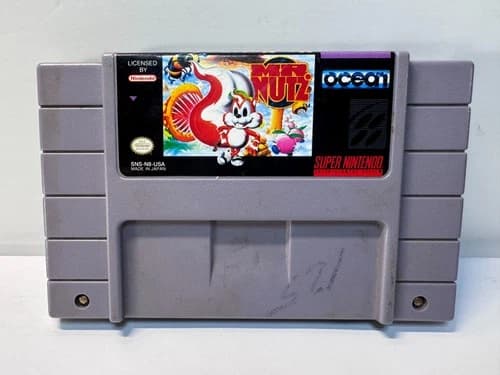 LICENSED
BY
Nintendo
MR
NUTZ
ocean
SNS-N8-USA
MADE IN JAPAN
SUPER NINTENDO